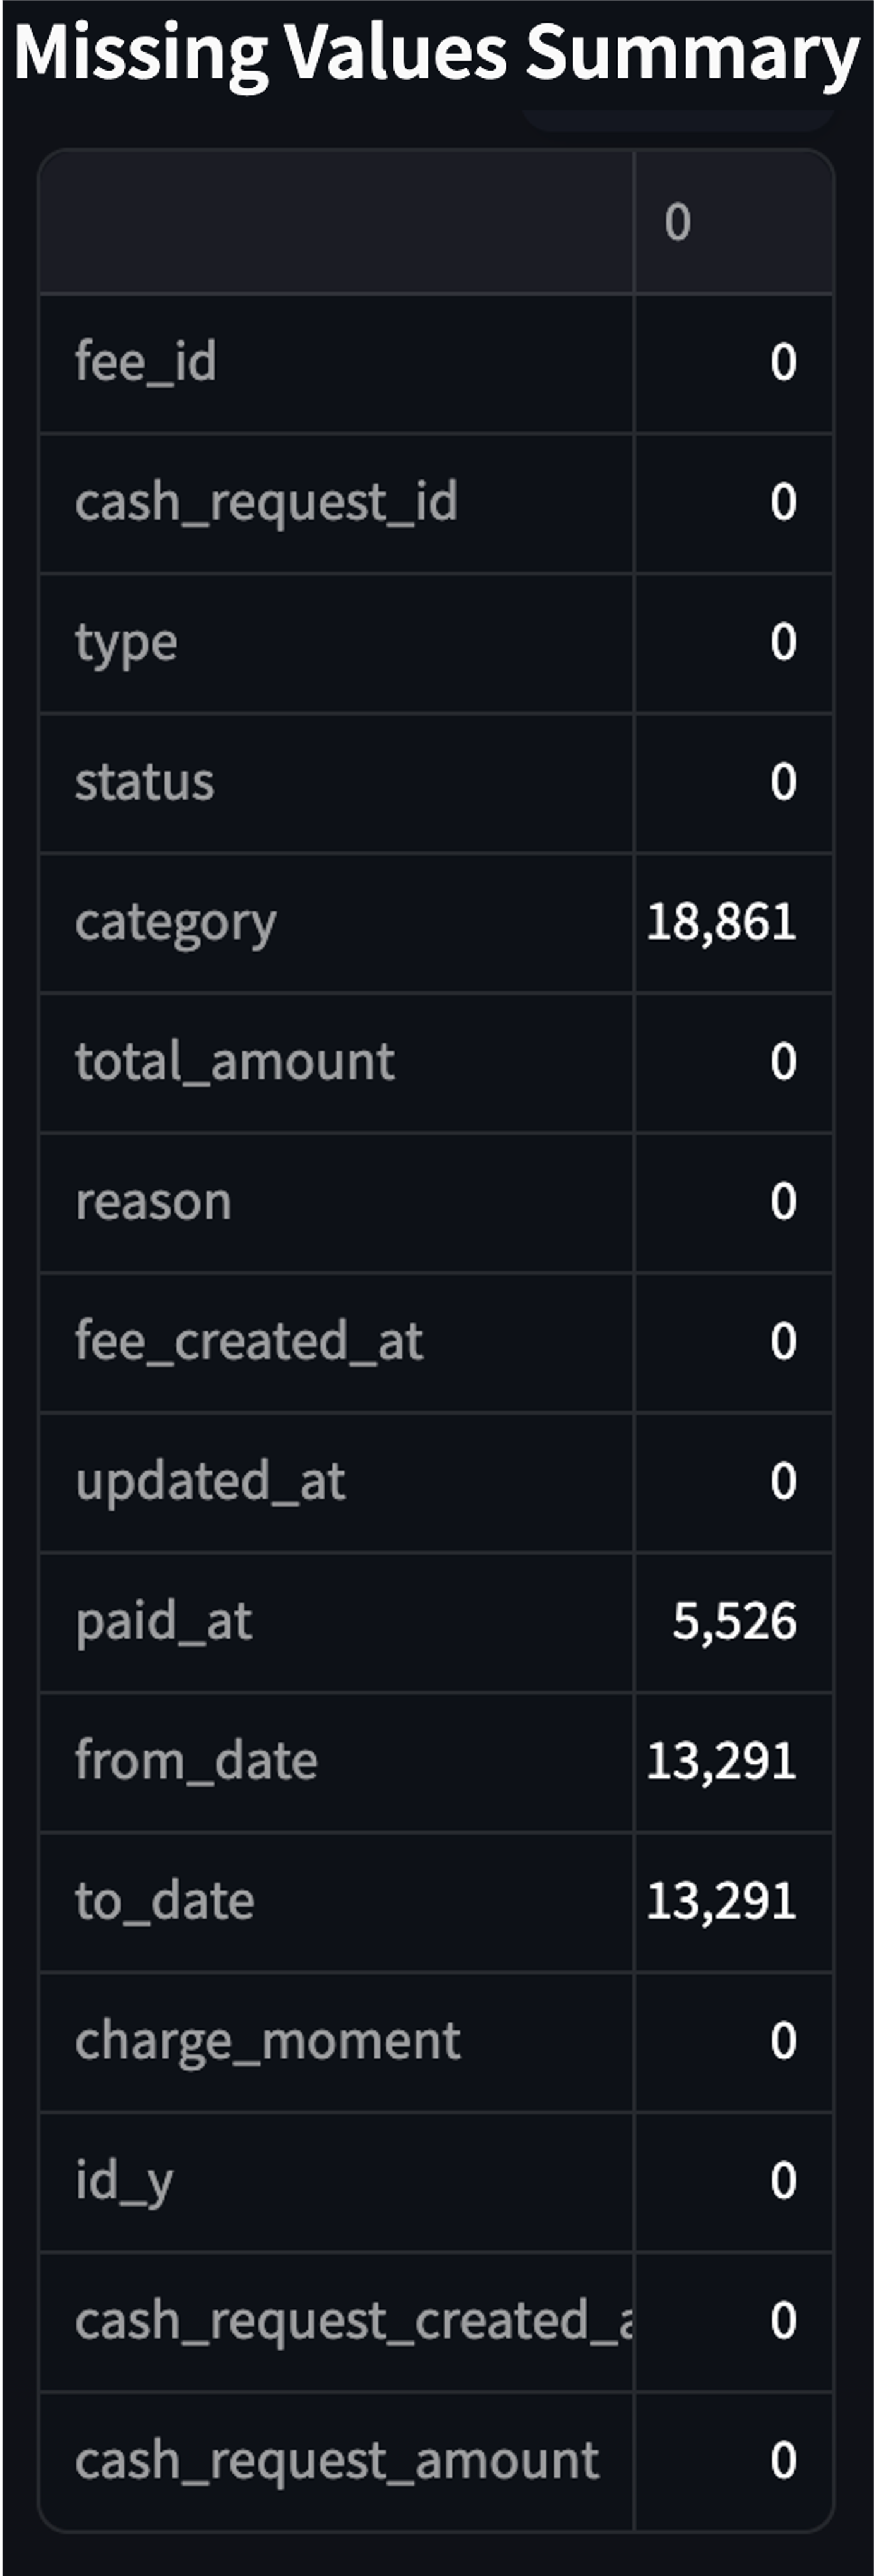 Missing Values Summary
0
fee_id 0
cash_request_id 0
type 0
status 0
category 18,861
total_amount 0
reason 0
fee_created_at 0
updated_at 0
paid_at 5,526
from_date 13,291
to_date 13,291
charge_moment 0
id_y 0
cash_request_created_a 0
cash_request_amount 0